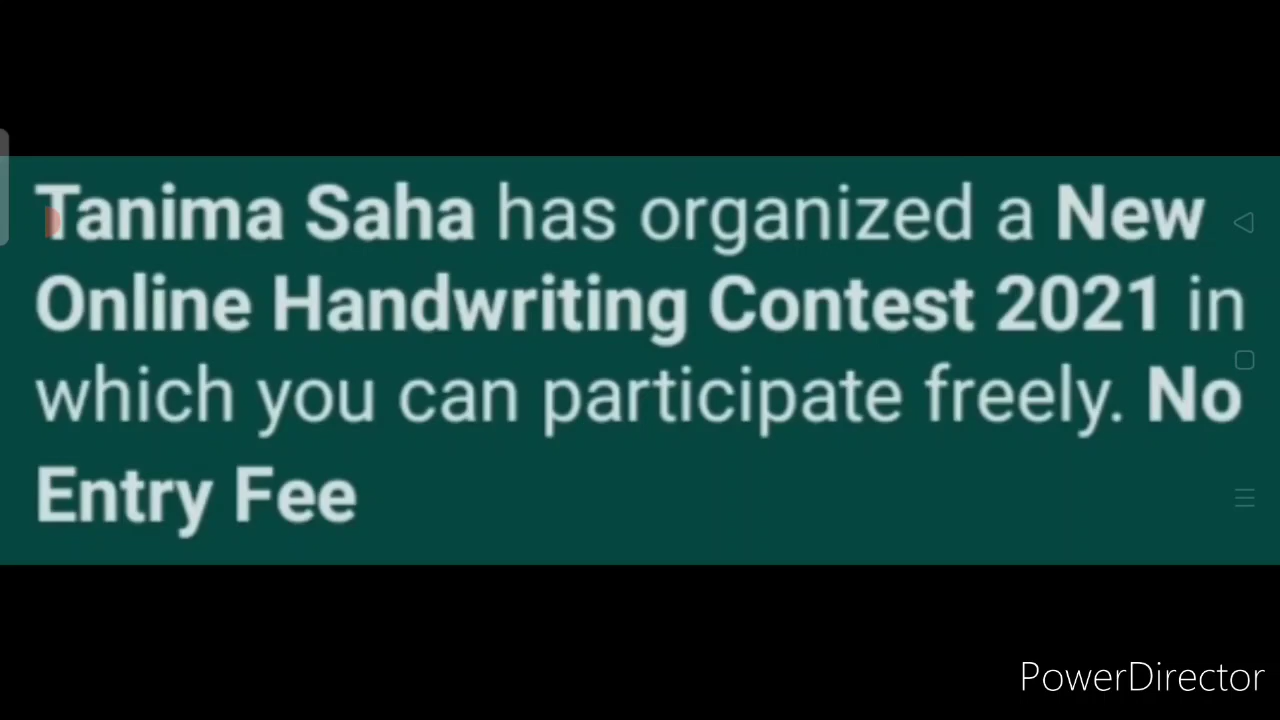 Tanima Saha has organized a New
Online Handwriting Contest 2021 in
which you can participate freely. No
Entry Fee
PowerDirector